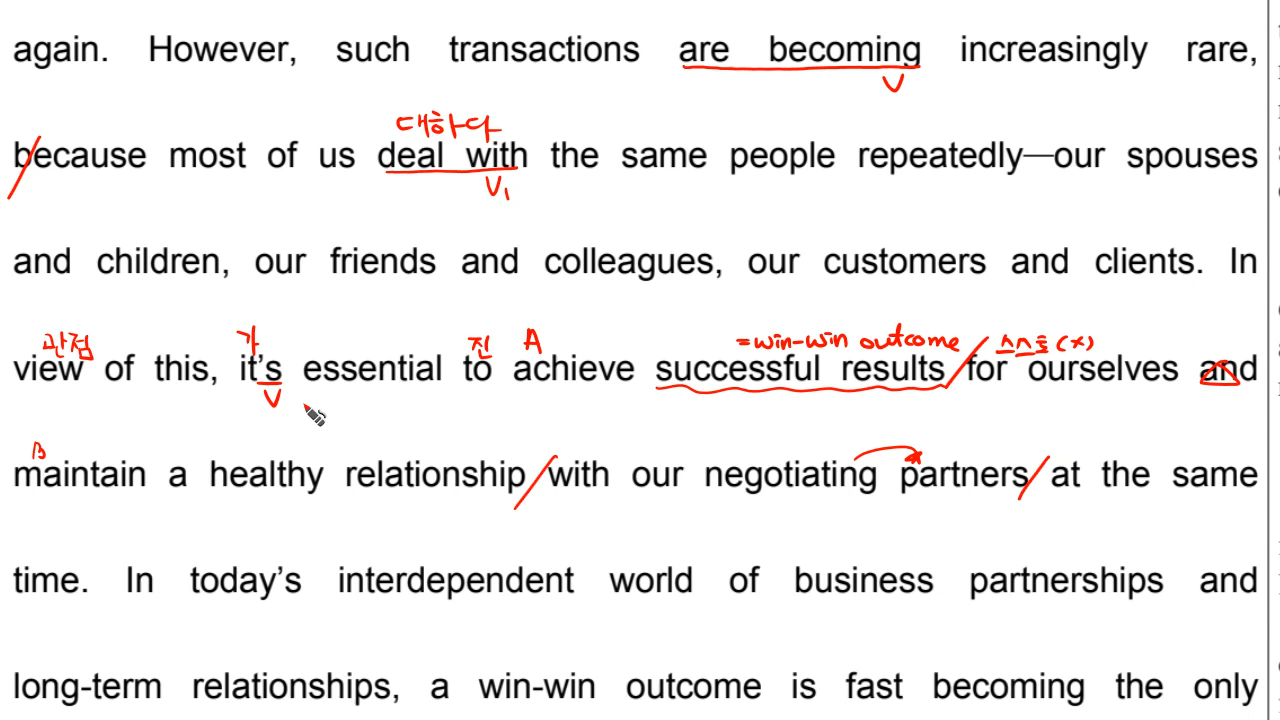 again. However, such transactions are becoming increasingly rare,
V
대하다
because most of us deal with the same people repeatedly—our spouses
V1
and children, our friends and colleagues, our customers and clients. In
관점 가 진 A =win-win outcome 스스로(x)
view of this, it's essential to achieve successful results for ourselves and
V
B
maintain a healthy relationship with our negotiating partners at the same
time. In today's interdependent world of business partnerships and
long-term relationships, a win-win outcome is fast becoming the only